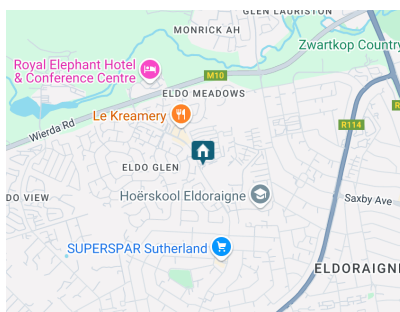 GLEN LAURISTON
MONRICK AH
Zwartkop Country
Royal Elephant Hotel
& Conference Centre
M10
ELDO MEADOWS
R
Le Kreamery
R114
Wierda Rd
ELDO GLEN
Hoërskool Eldoraigne
DO VIEW
Saxby Ave
SUPERSPAR Sutherland
ELDORAIGNE